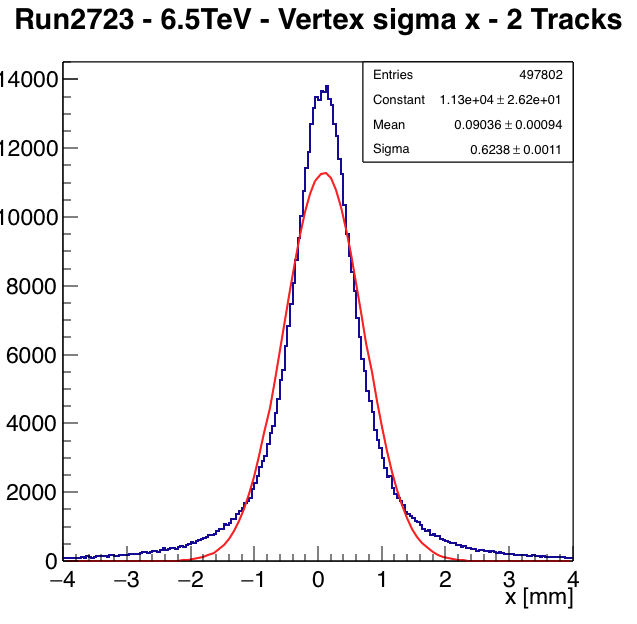 Run2723 - 6.5TeV - Vertex sigma x - 2 Tracks
Entries 497802
Constant 1.13e+04 ± 2.62e+01
Mean 0.09036 ± 0.00094
Sigma 0.6238 ± 0.0011
14000
12000
10000
8000
6000
4000
2000
0
−4 −3 −2 −1 0 1 2 3 4
x [mm]